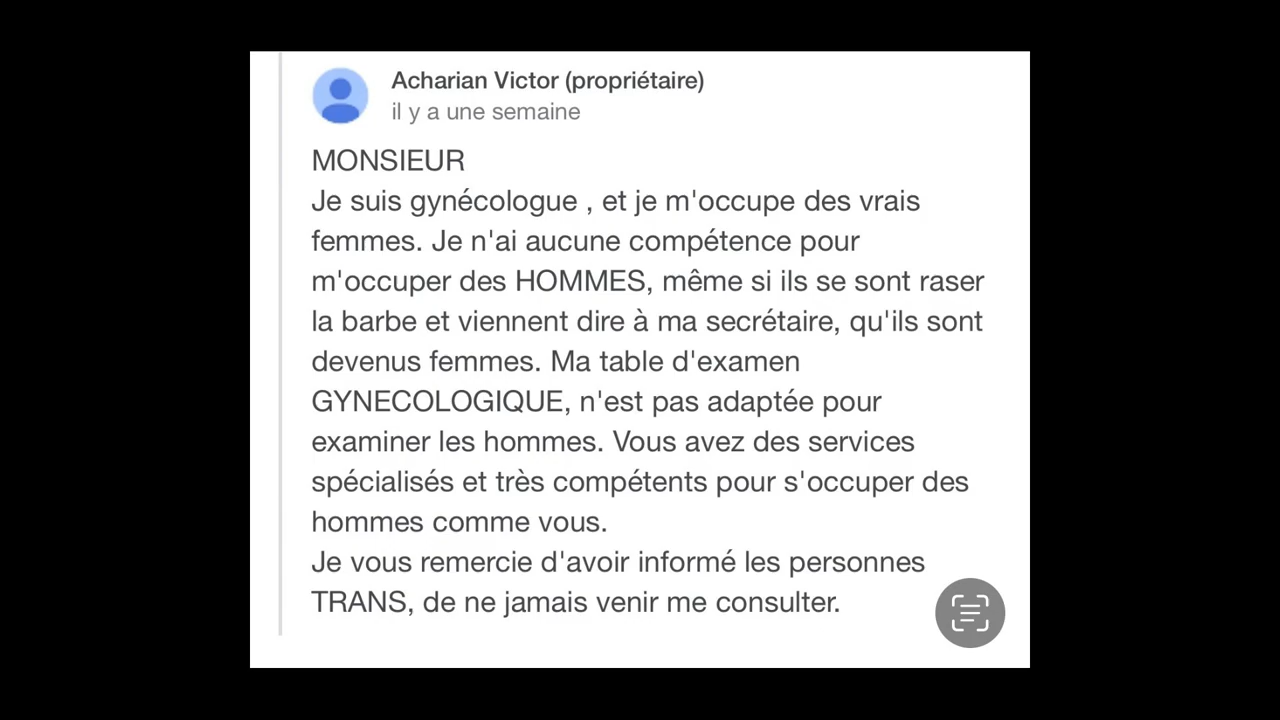 Acharian Victor (propriétaire)
il y a une semaine
MONSIEUR
Je suis gynécologue , et je m'occupe des vrais
femmes. Je n'ai aucune compétence pour
m'occuper des HOMMES, même si ils se sont raser
la barbe et viennent dire à ma secrétaire, qu'ils sont
devenus femmes. Ma table d'examen
GYNECOLOGIQUE, n'est pas adaptée pour
examiner les hommes. Vous avez des services
spécialisés et très compétents pour s'occuper des
hommes comme vous.
Je vous remercie d'avoir informé les personnes
TRANS, de ne jamais venir me consulter.